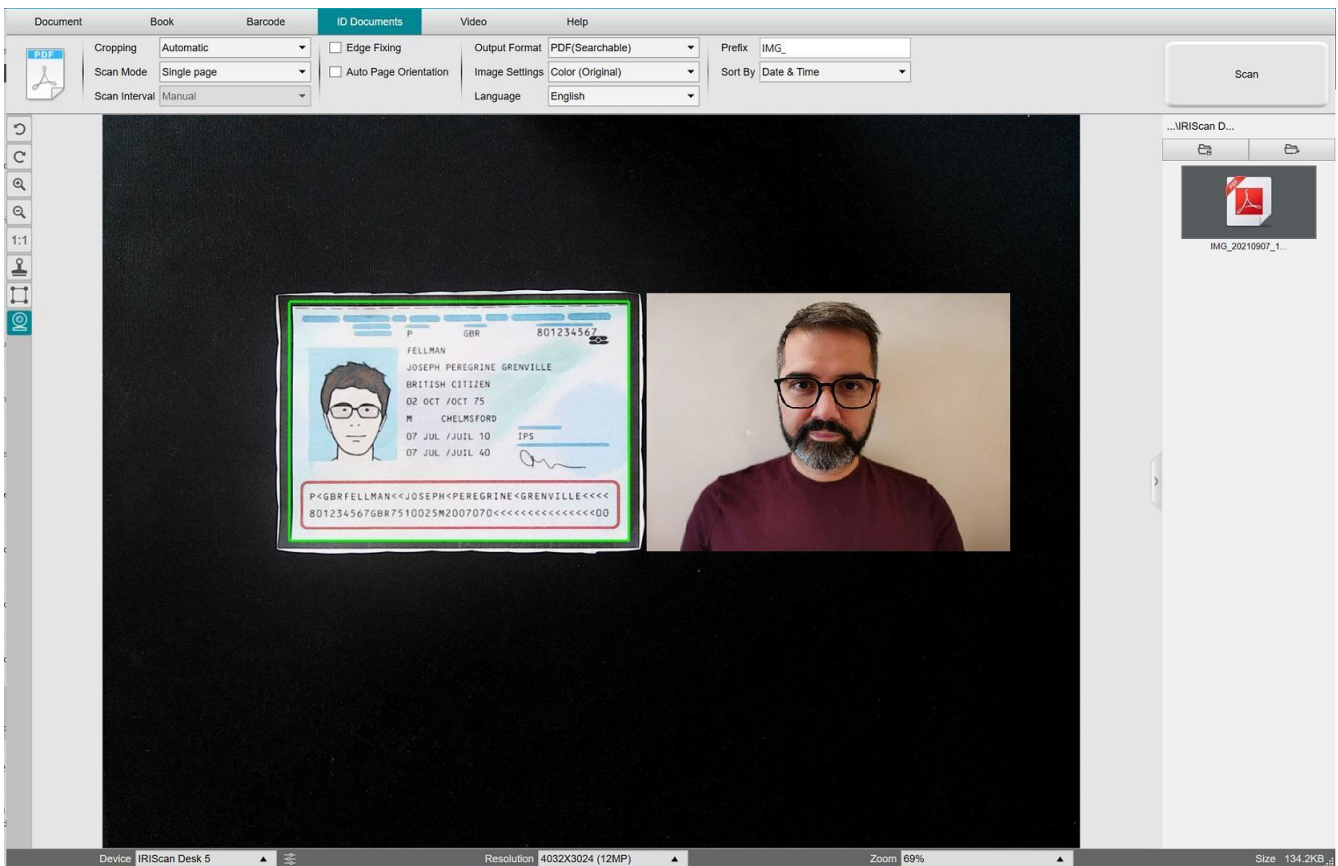 Document Book Barcode ID Documents Video Help
Cropping Automatic Edge Fixing Output Format PDF(Searchable) Prefix IMG_
Scan Mode Single page Auto Page Orientation Image Settings Color (Original) Sort By Date & Time
Scan Interval Manual Language English
PDF
Scan
1:1
...\IRIScan D...
PDF
IMG_20210907_1...
P GBR 801234567
FELLMAN
JOSEPH PEREGRINE GRENVILLE
BRITISH CITIZEN
02 OCT /OCT 75
M CHELMSFORD
07 JUL /JUIL 10 IPS
07 JUL /JUIL 40
P<GBRFELLMAN<<JOSEPH<PEREGRINE<GRENVILLE<<<<
801234567GBR7510025M2007070<<<<<<<<<<<<<<<00
Device IRIScan Desk 5 Resolution 4032X3024 (12MP) Zoom 69% Size 134.2KB